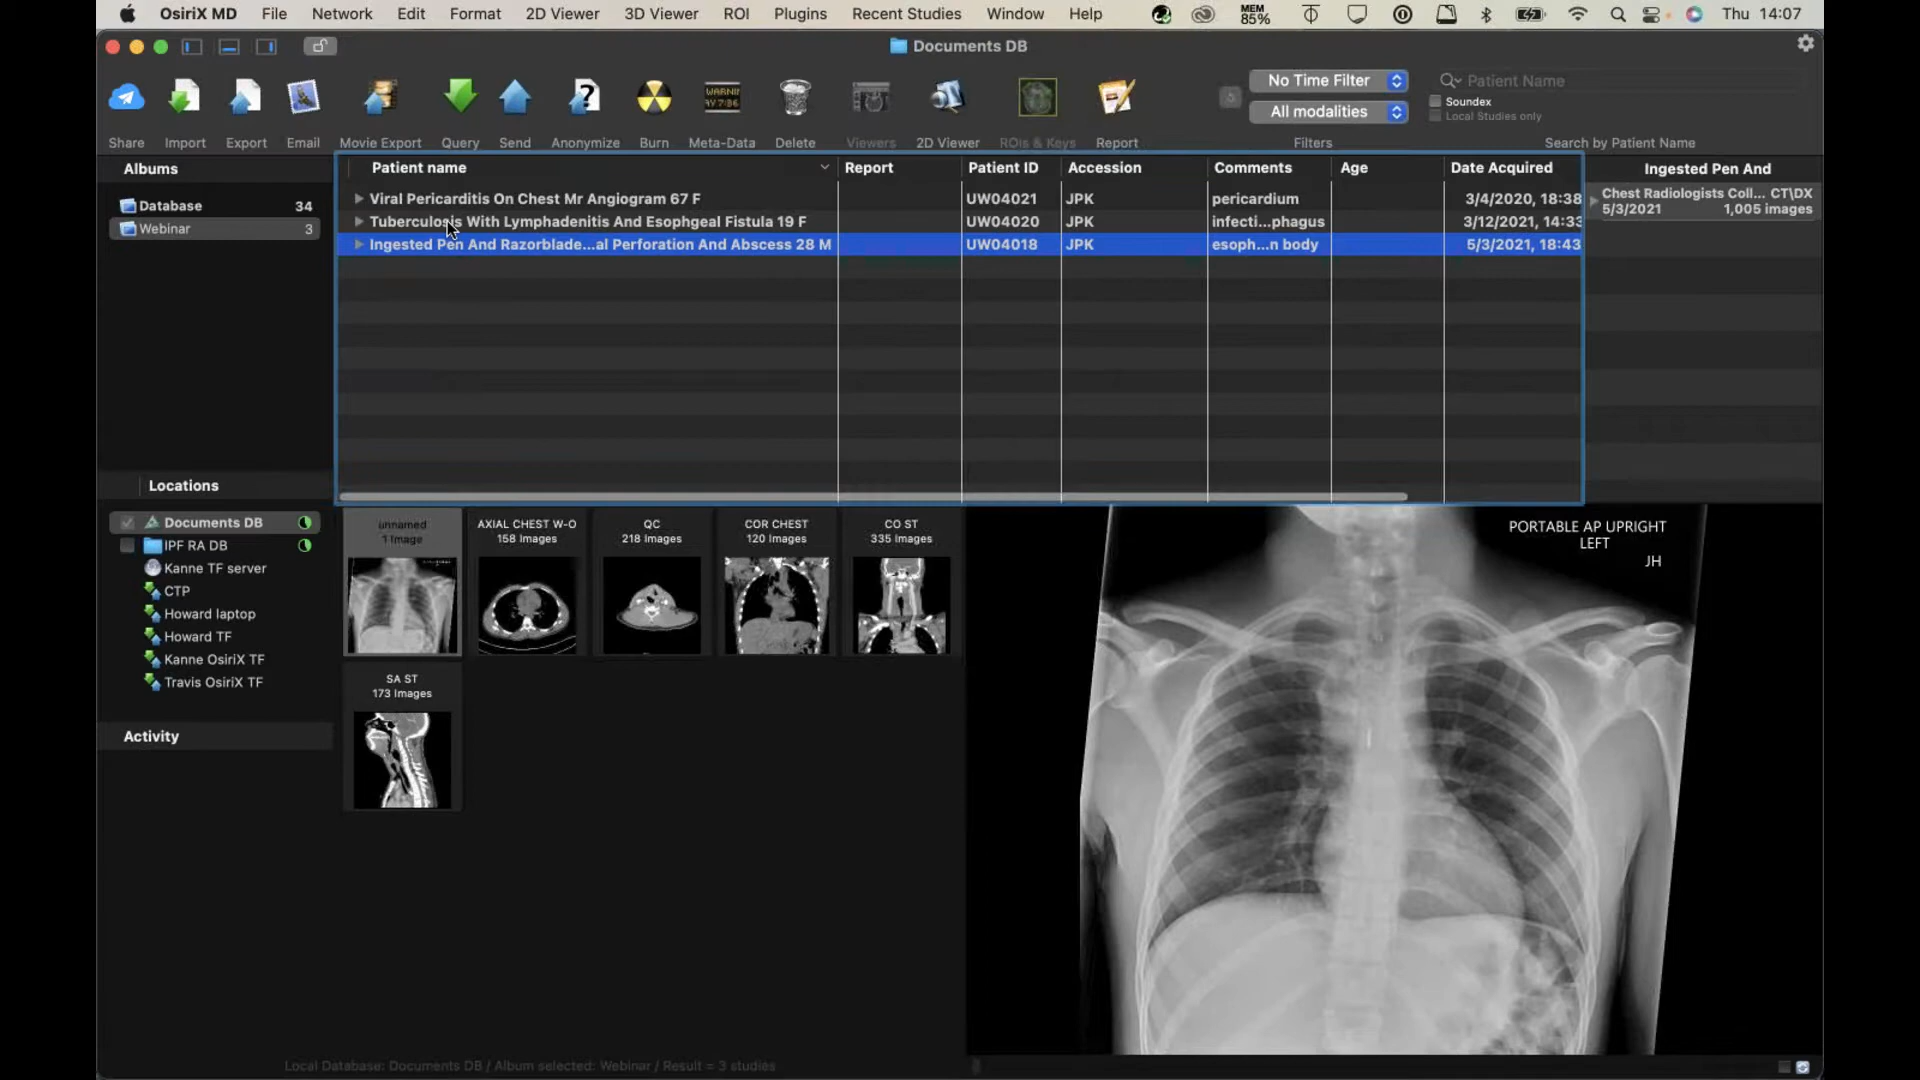 OsiriX MD File Network Edit Format 2D Viewer 3D Viewer ROI Plugins Recent Studies Window Help MEM 85% Thu 14:07
Documents DB
No Time Filter Patient Name
Soundex
All modalities Local Studies only
Share Import Export Email Movie Export Query Send Anonymize Burn Meta-Data Delete Viewers 2D Viewer ROIs & Keys Report Filters Search by Patient Name
Albums Patient name Report Patient ID Accession Comments Age Date Acquired Ingested Pen And
Database 34 Viral Pericarditis On Chest Mr Angiogram 67 F UW04021 JPK pericardium 3/4/2020, 18:38 Chest Radiologists Coll... CT\DX
5/3/2021 1,005 images
Webinar 3 Tuberculosis With Lymphadenitis And Esophgeal Fistula 19 F UW04020 JPK infecti...phagus 3/12/2021, 14:33
Ingested Pen And Razorblade...al Perforation And Abscess 28 M UW04018 JPK esoph...n body 5/3/2021, 18:43
Locations
Documents DB
IPF RA DB
Kanne TF server
CTP
Howard laptop
Howard TF
Kanne OsiriX TF
Travis OsiriX TF
Activity
unnamed
1 Image
AXIAL CHEST W-O
158 Images
QC
218 Images
COR CHEST
120 Images
CO ST
335 Images
SA ST
173 Images
PORTABLE AP UPRIGHT
LEFT
JH
Local Database: Documents DB / Album selected: Webinar / Result = 3 studies